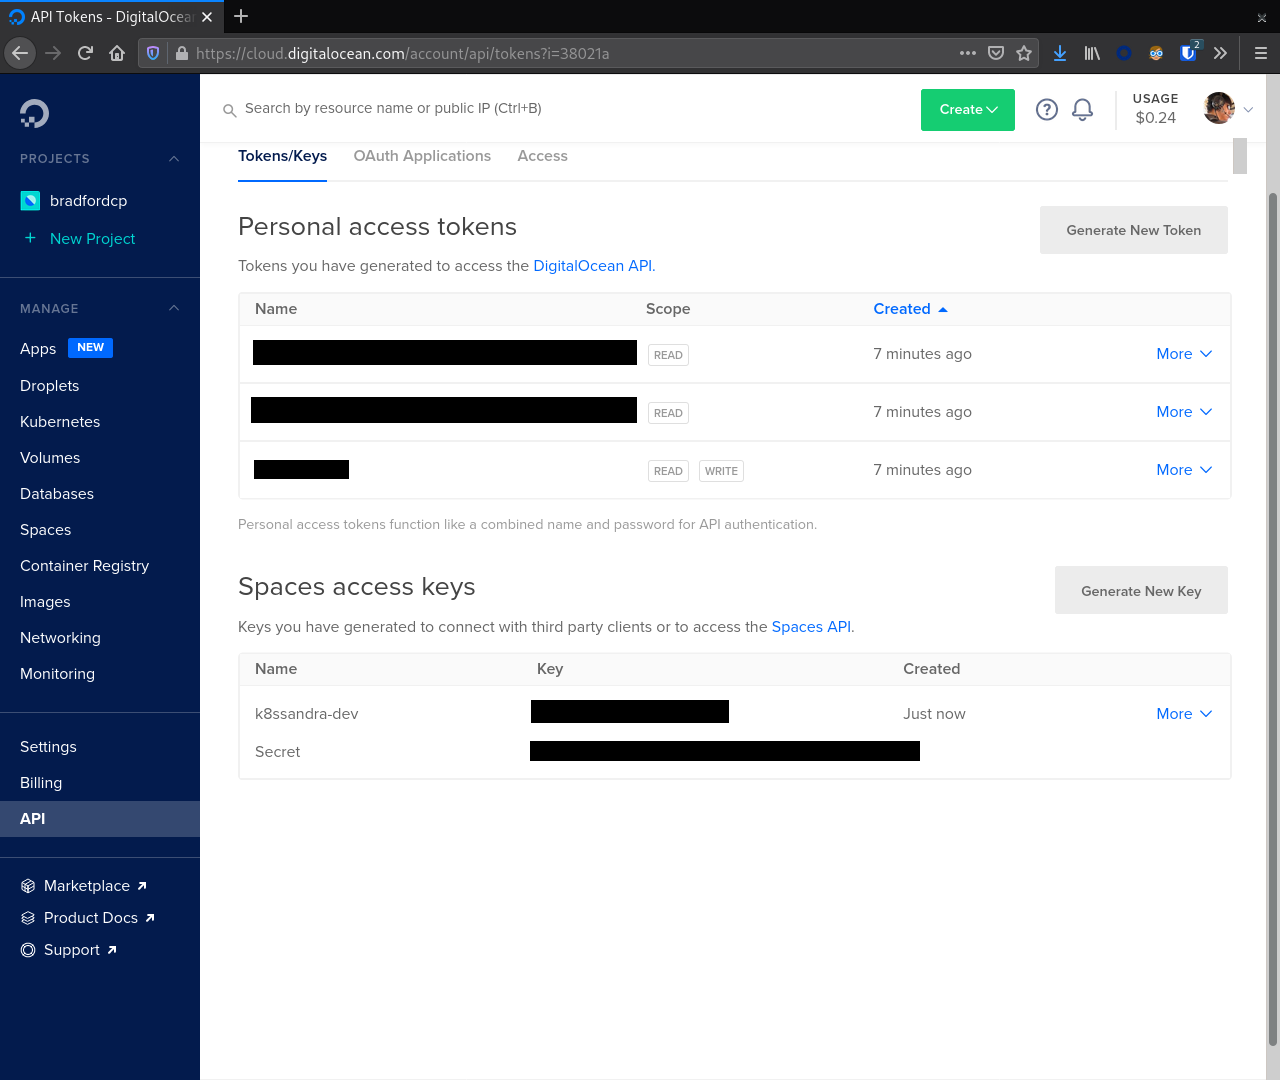 API Tokens - DigitalOcean
https://cloud.digitalocean.com/account/api/tokens?i=38021a
2
Search by resource name or public IP (Ctrl+B)
Create
USAGE
$0.24
PROJECTS
bradfordcp
+ New Project
MANAGE
Apps NEW
Droplets
Kubernetes
Volumes
Databases
Spaces
Container Registry
Images
Networking
Monitoring
Settings
Billing
API
Marketplace
Product Docs
Support
Tokens/Keys OAuth Applications Access
Personal access tokens
Generate New Token
Tokens you have generated to access the DigitalOcean API.
Name Scope Created
READ 7 minutes ago More
READ 7 minutes ago More
READ WRITE 7 minutes ago More
Personal access tokens function like a combined name and password for API authentication.
Spaces access keys
Generate New Key
Keys you have generated to connect with third party clients or to access the Spaces API.
Name Key Created
k8ssandra-dev Just now More
Secret